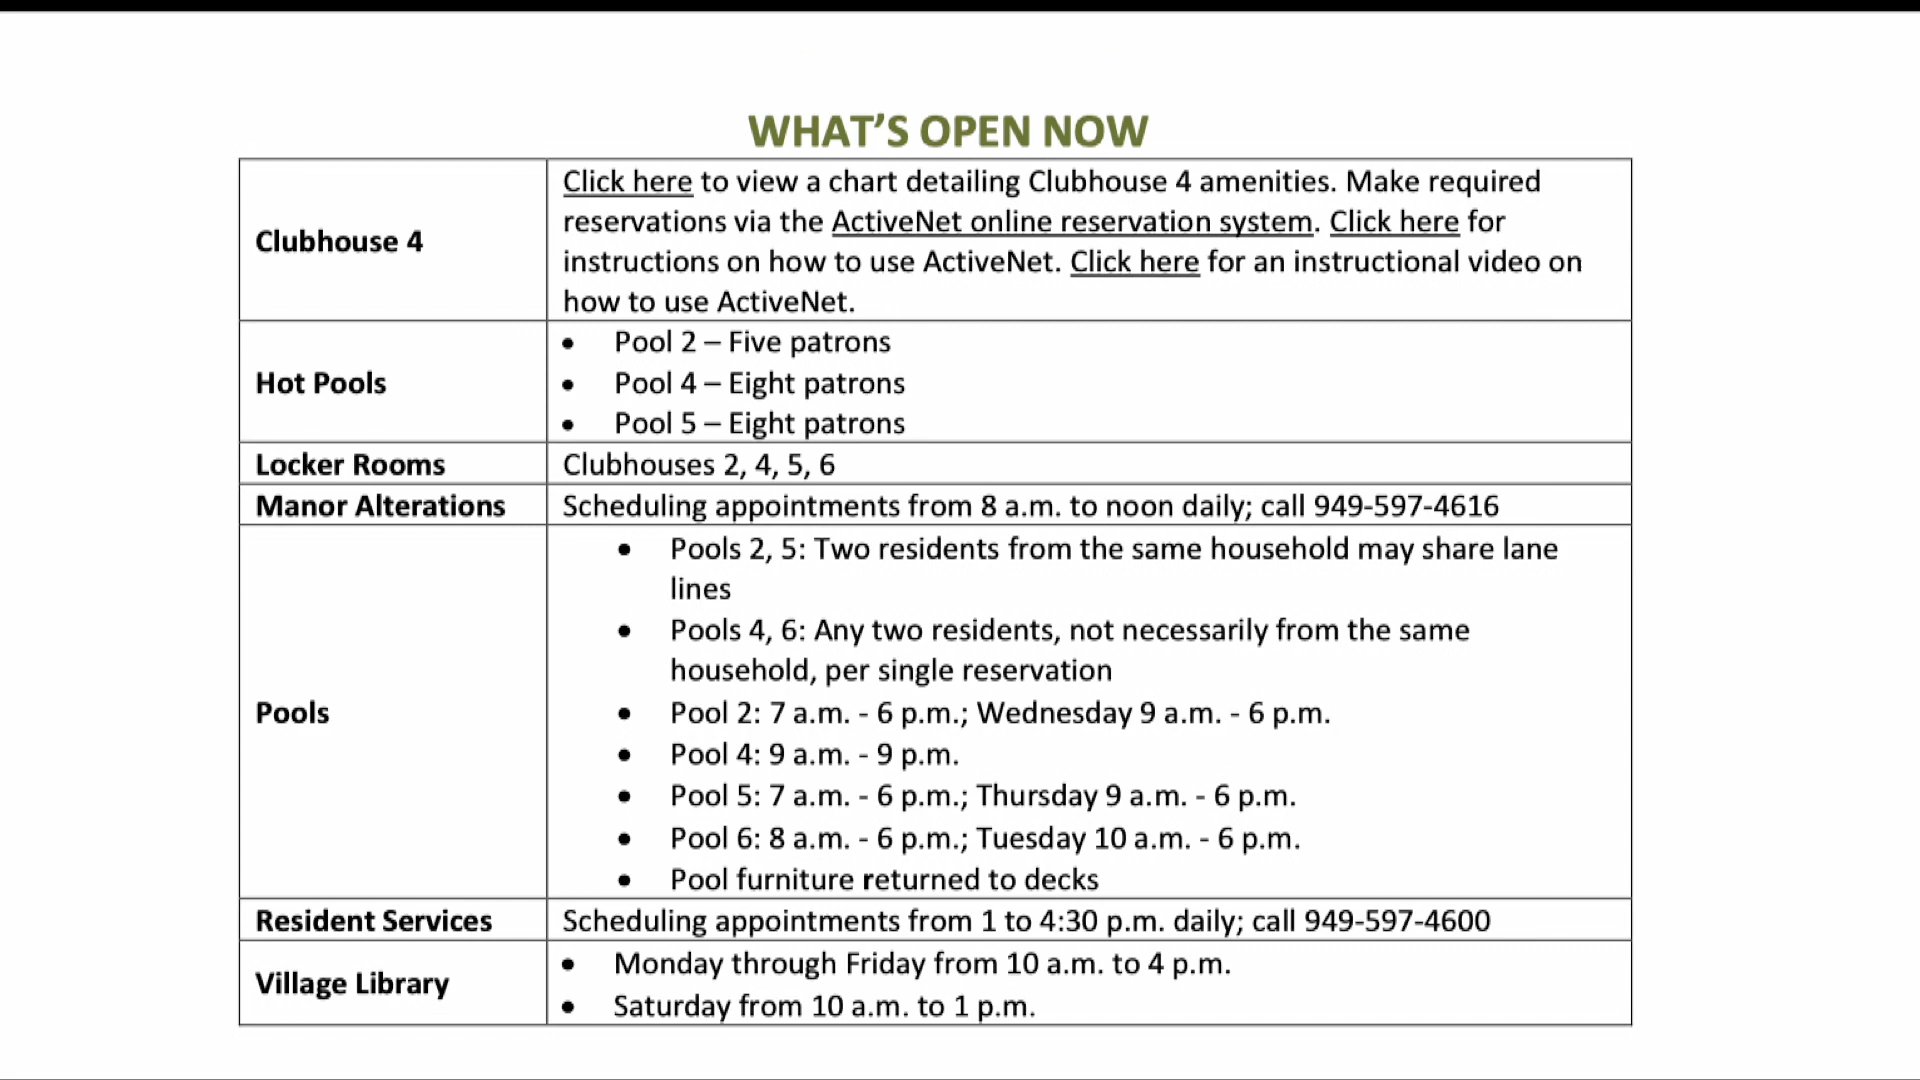 WHAT'S OPEN NOW
Clubhouse 4
Click here to view a chart detailing Clubhouse 4 amenities. Make required
reservations via the ActiveNet online reservation system. Click here for
instructions on how to use ActiveNet. Click here for an instructional video on
how to use ActiveNet.
Hot Pools
• Pool 2 – Five patrons
• Pool 4 – Eight patrons
• Pool 5 – Eight patrons
Locker Rooms
Clubhouses 2, 4, 5, 6
Manor Alterations
Scheduling appointments from 8 a.m. to noon daily; call 949-597-4616
Pools
• Pools 2, 5: Two residents from the same household may share lane
lines
• Pools 4, 6: Any two residents, not necessarily from the same
household, per single reservation
• Pool 2: 7 a.m. - 6 p.m.; Wednesday 9 a.m. - 6 p.m.
• Pool 4: 9 a.m. - 9 p.m.
• Pool 5: 7 a.m. - 6 p.m.; Thursday 9 a.m. - 6 p.m.
• Pool 6: 8 a.m. - 6 p.m.; Tuesday 10 a.m. - 6 p.m.
• Pool furniture returned to decks
Resident Services
Scheduling appointments from 1 to 4:30 p.m. daily; call 949-597-4600
Village Library
• Monday through Friday from 10 a.m. to 4 p.m.
• Saturday from 10 a.m. to 1 p.m.